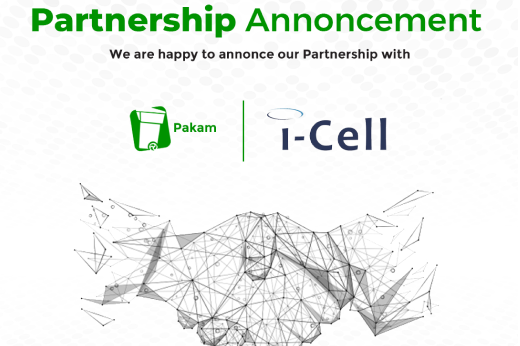 Partnership Annoncement
We are happy to annonce our Partnership with
Pakam
i-Cell